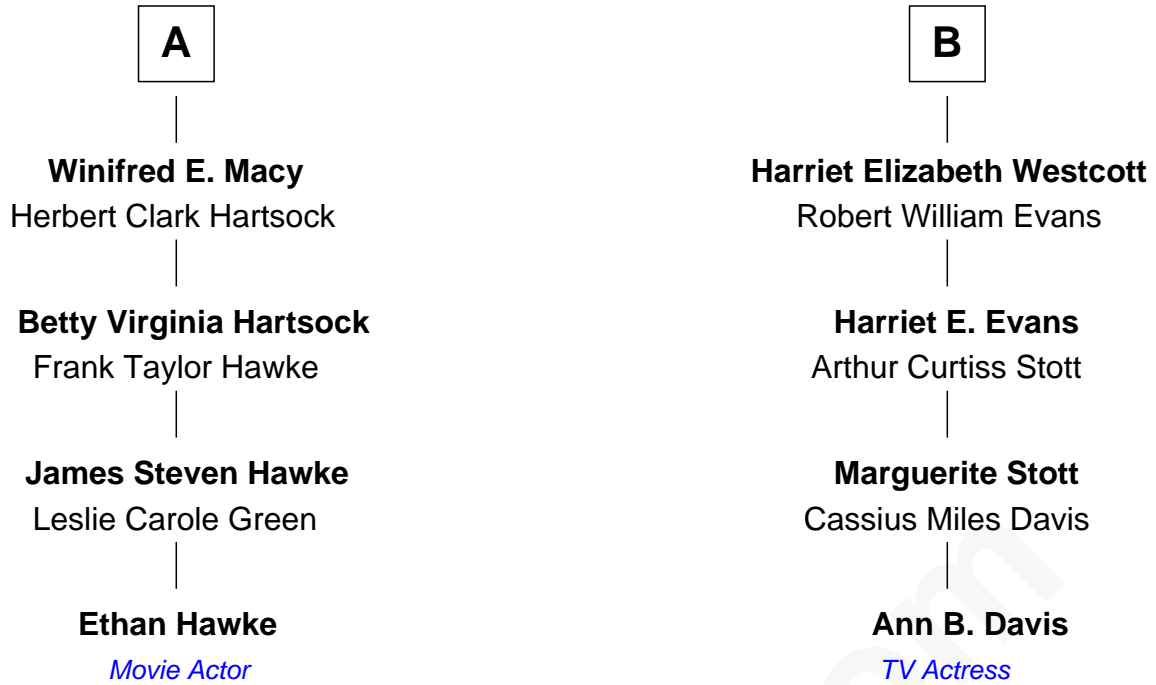 A
B
Winifred E. Macy
Herbert Clark Hartsock
Harriet Elizabeth Westcott
Robert William Evans
Betty Virginia Hartsock
Frank Taylor Hawke
Harriet E. Evans
Arthur Curtiss Stott
James Steven Hawke
Leslie Carole Green
Marguerite Stott
Cassius Miles Davis
Ethan Hawke
Movie Actor
Ann B. Davis
TV Actress